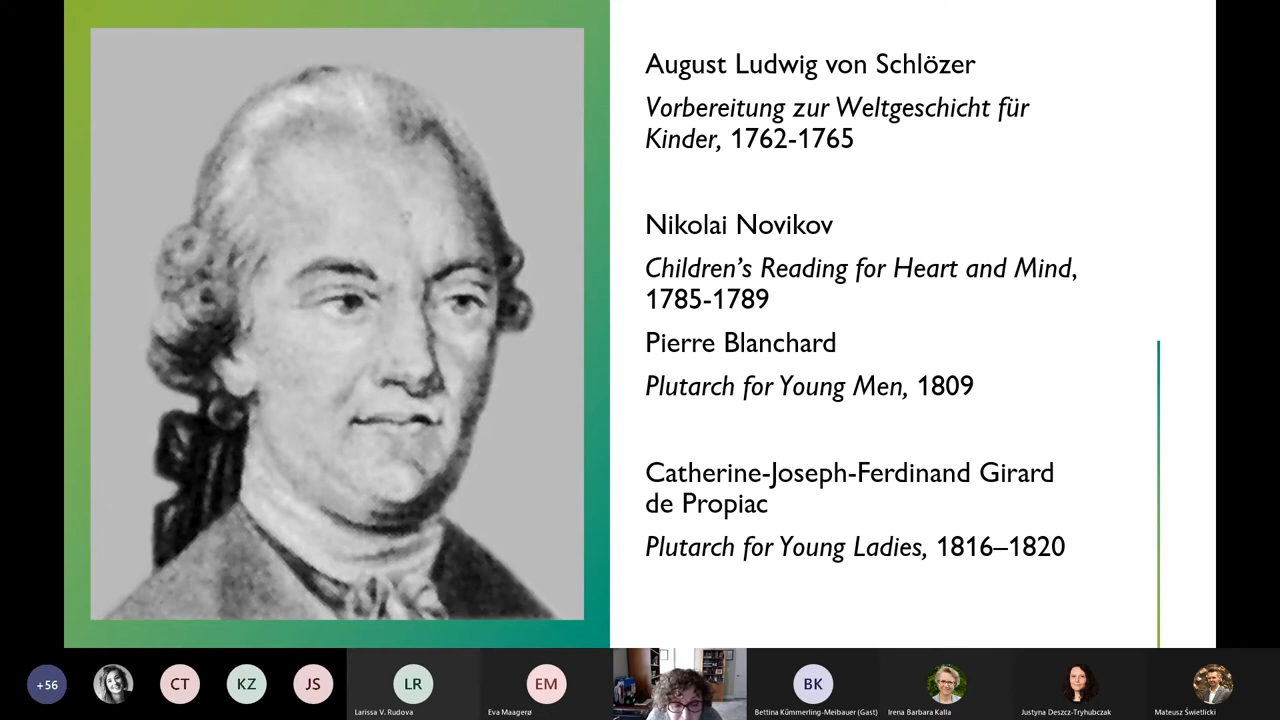 August Ludwig von Schlözer
Vorbereitung zur Weltgeschicht für
Kinder, 1762-1765
Nikolai Novikov
Children's Reading for Heart and Mind,
1785-1789
Pierre Blanchard
Plutarch for Young Men, 1809
Catherine-Joseph-Ferdinand Girard
de Propiac
Plutarch for Young Ladies, 1816–1820
+56
CT
KZ
JS
LR
EM
BK
Larissa V. Rudova
Eva Maagerø
Bettina Kümmerling-Meibauer (Gast)
Irena Barbara Kalla
Justyna Deszcz-Tryhubczak
Mateusz Świetlicki